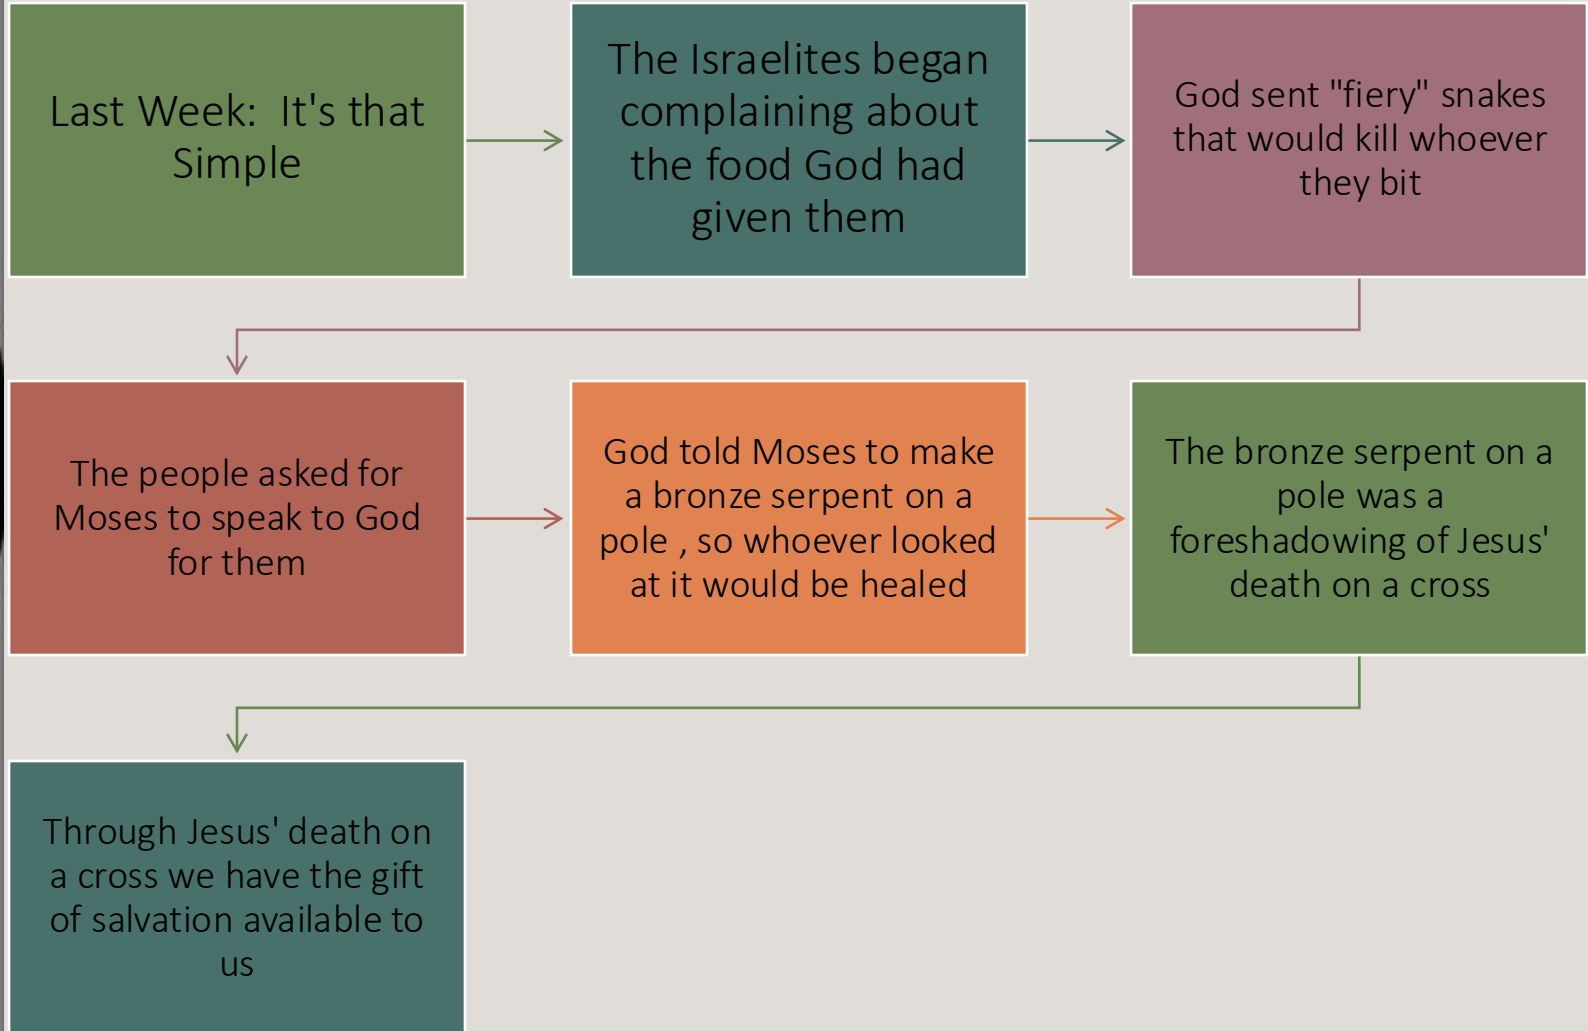 Last Week:  It's that
Simple
The Israelites began
complaining about
the food God had
given them
God sent "fiery" snakes
that would kill whoever
they bit
The people asked for
Moses to speak to God
for them
God told Moses to make
a bronze serpent on a
pole , so whoever looked
at it would be healed
The bronze serpent on a
pole was a
foreshadowing of Jesus'
death on a cross
Through Jesus' death on
a cross we have the gift
of salvation available to
us